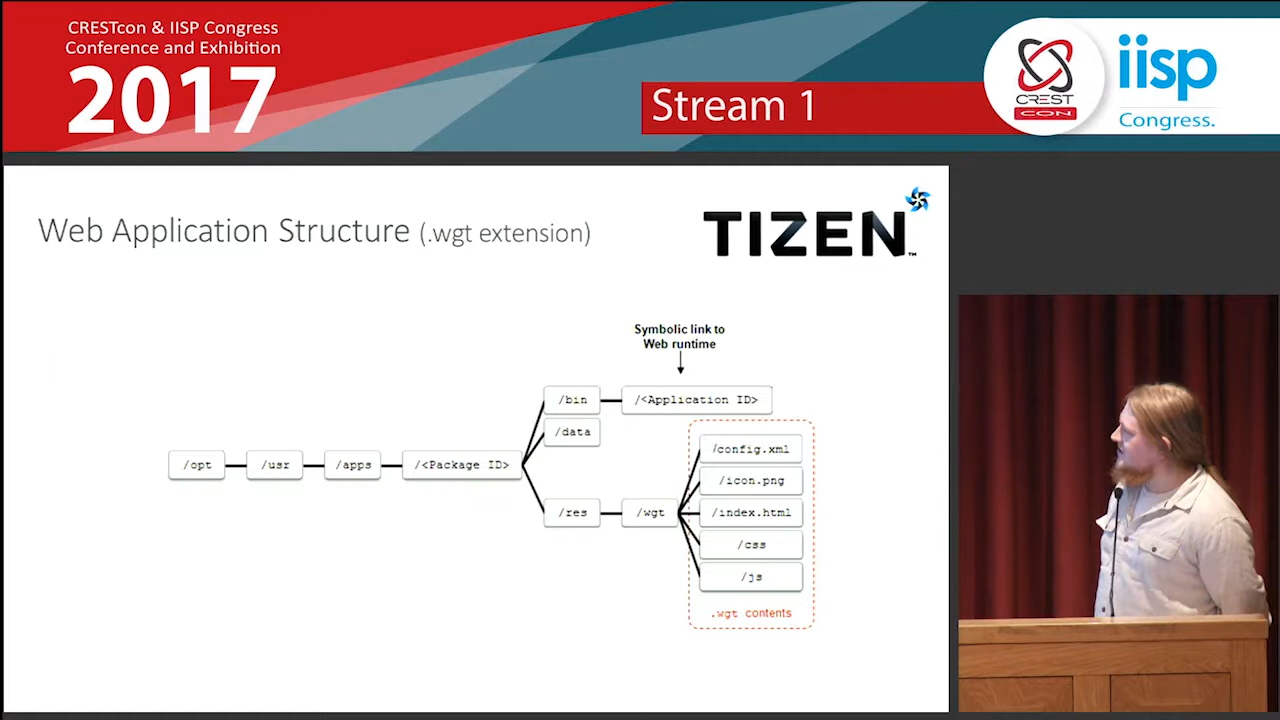 CRESTcon & IISP Congress
Conference and Exhibition
2017
Stream 1
CREST
CON
iisp
Congress.
Web Application Structure (.wgt extension)
TIZEN™
Symbolic link to
Web runtime
/bin
/<Application ID>
/data
/opt
/usr
/apps
/<Package ID>
/res
/wgt
/config.xml
/icon.png
/index.html
/css
/js
.wgt contents